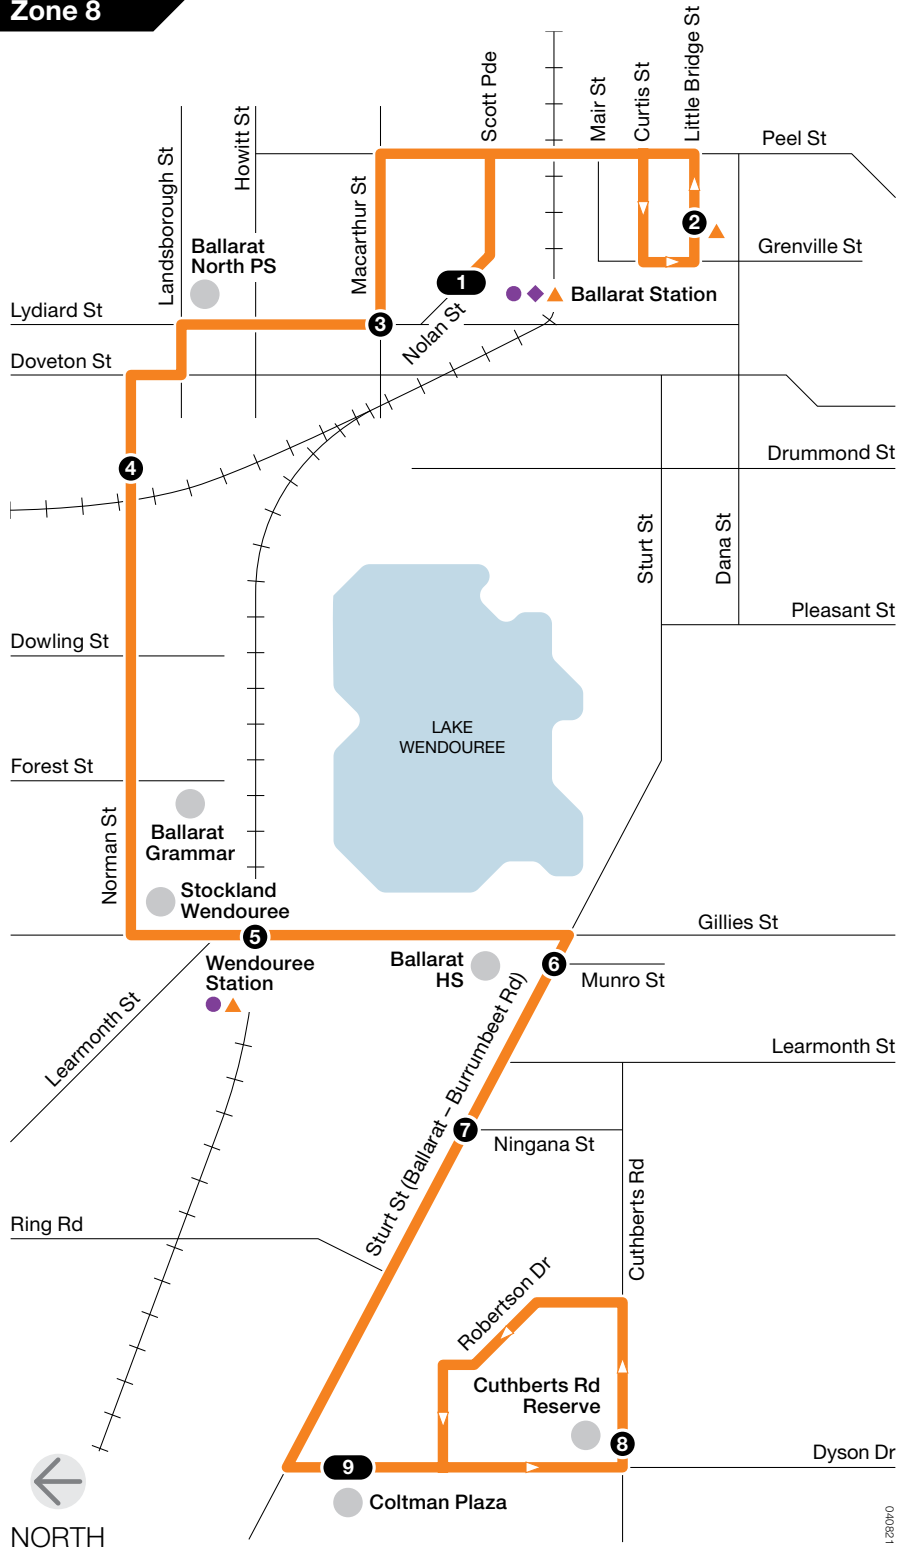 Zone 8
Scott Pde
Mair St
Curtis St
Little Bridge St
Peel St
Howitt St
Landsborough St
Macarthur St
2
Grenville St
Ballarat
North PS
1
Ballarat Station
Lydiard St
3
Nolan St
Doveton St
Drummond St
4
Sturt St
Dana St
Pleasant St
Dowling St
LAKE
WENDOUREE
Forest St
Norman St
Ballarat
Grammar
Stockland
Wendouree
Gillies St
5
Wendouree
Station
Ballarat
HS
6
Munro St
Learmonth St
Learmonth St
Sturt St (Ballarat – Burrumbeet Rd)
7
Ningana St
Cuthberts Rd
Ring Rd
Robertson Dr
Cuthberts Rd
Reserve
8
Dyson Dr
9
Coltman Plaza
NORTH
040821